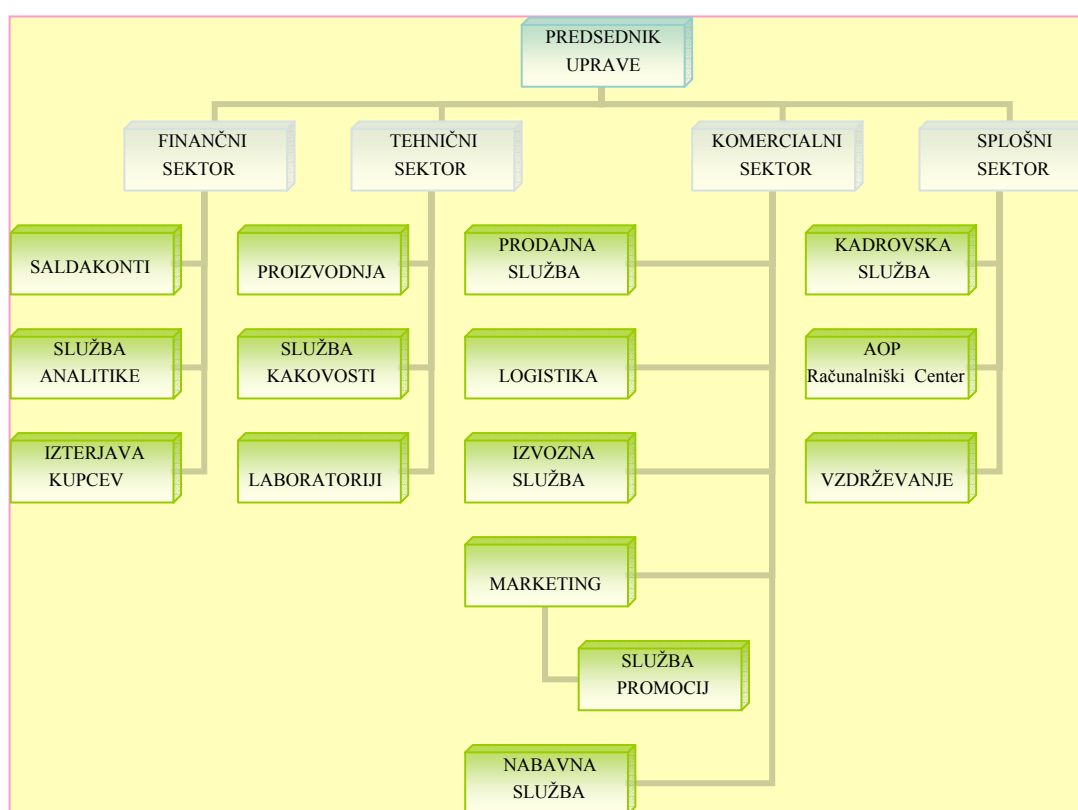 PREDSEDNIK
UPRAVE
FINANČNI
SEKTOR
TEHNIČNI
SEKTOR
KOMERCIALNI
SEKTOR
SPLOŠNI
SEKTOR
SALDAKONTI
PROIZVODNJA
PRODAJNA
SLUŽBA
KADROVSKA
SLUŽBA
SLUŽBA
ANALITIKE
SLUŽBA
KAKOVOSTI
LOGISTIKA
AOP
Računalniški Center
IZTERJAVA
KUPCEV
LABORATORIJI
IZVOZNA
SLUŽBA
VZDRŽEVANJE
MARKETING
SLUŽBA
PROMOCIJ
NABAVNA
SLUŽBA